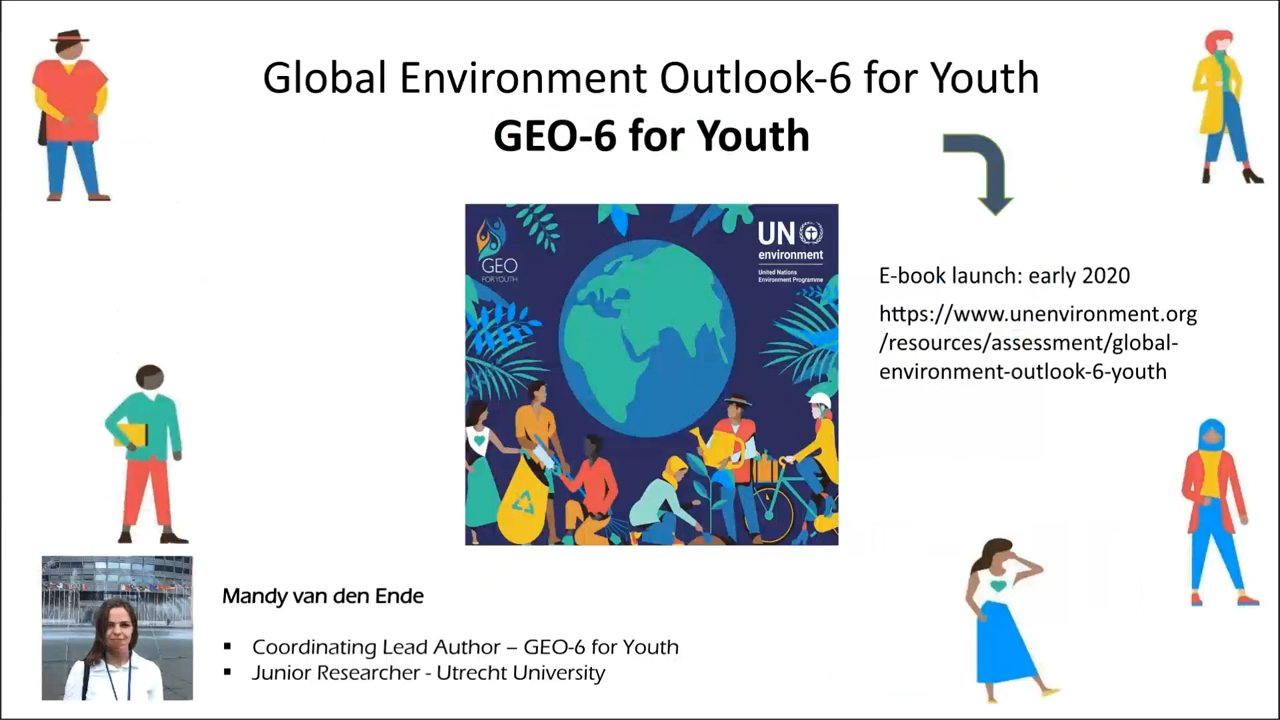 Global Environment Outlook-6 for Youth
GEO-6 for Youth
GEO
FOR YOUTH
UN
environment
United Nations
Environment Programme
E-book launch: early 2020
https://www.unenvironment.org
/resources/assessment/global-
environment-outlook-6-youth
Mandy van den Ende
▪ Coordinating Lead Author – GEO-6 for Youth
▪ Junior Researcher - Utrecht University